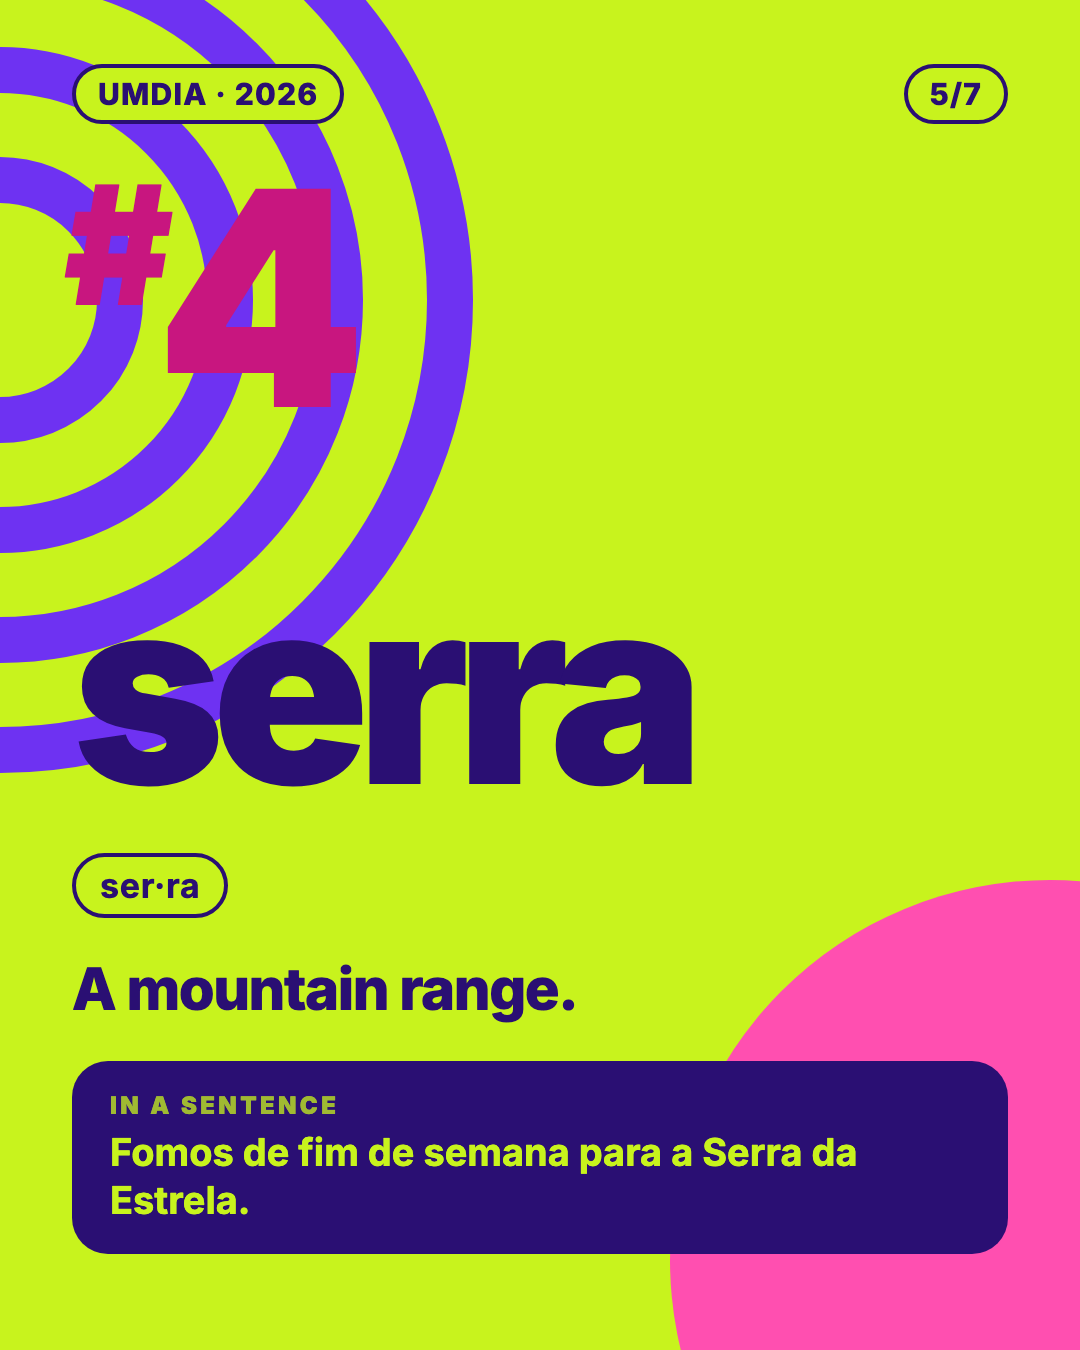 UMDIA · 2026
5/7
#4
serra
ser·ra
A mountain range.
IN A SENTENCE
Fomos de fim de semana para a Serra da
Estrela.